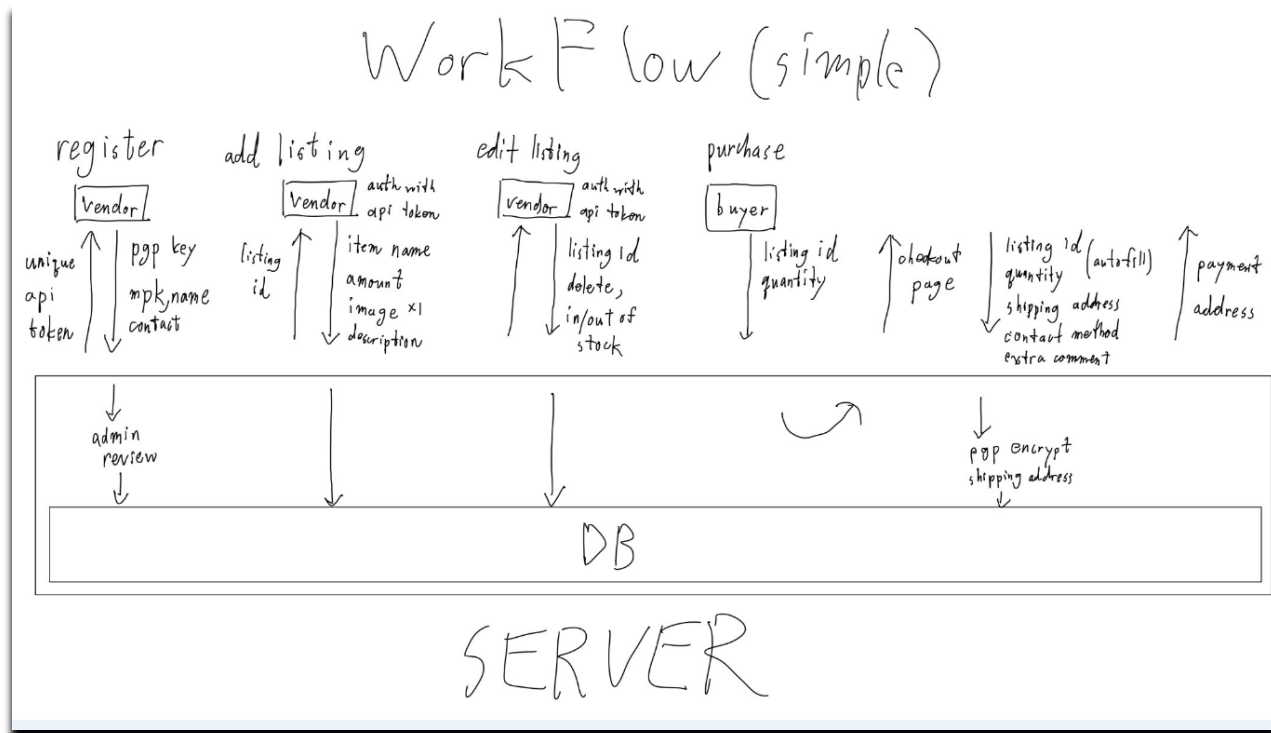 WorkFlow (simple)
register
vendor
unique
api
token
pgp key
mpk, name
contact
admin
review
add listing
vendor
auth with
api token
listing
id
item name
amount
image x1
description
edit listing
vendor
auth with
api token
listing id
delete,
in/out of
stock
purchase
buyer
listing id
quantity
checkout
page
listing id
quantity
(autofill)
shipping address
contact method
extra comment
payment
address
pgp encrypt
shipping address
DB
SERVER